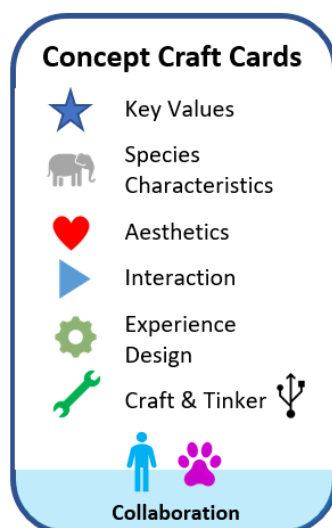 Concept Craft Cards
Key Values
Species
Characteristics
Aesthetics
Interaction
Experience
Design
Craft & Tinker
Collaboration